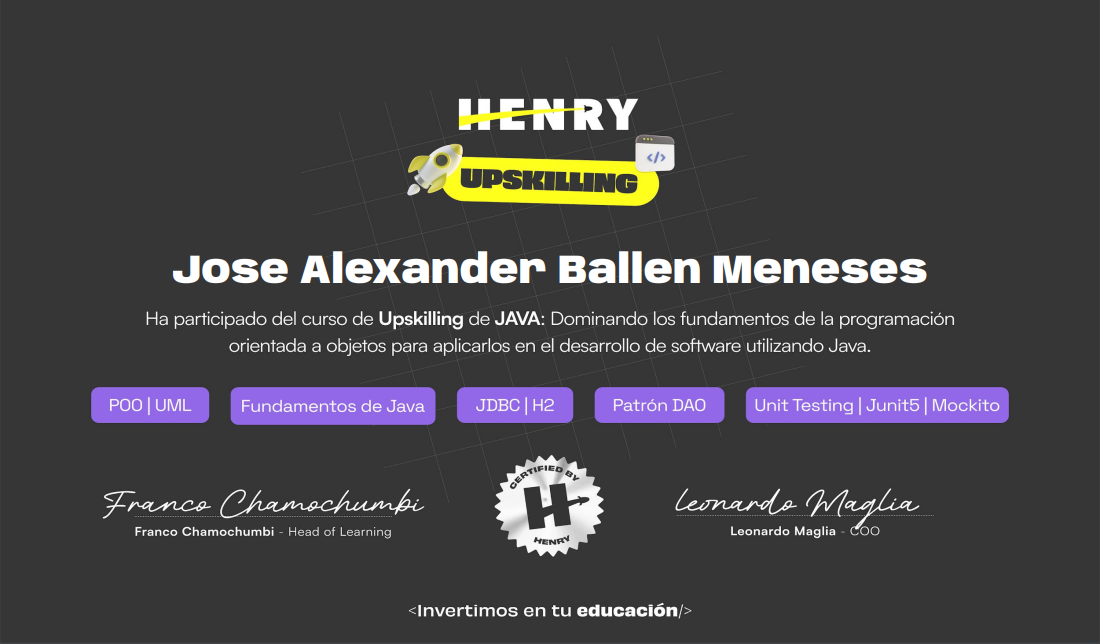 HENRY
</>
UPSKILLING
Jose Alexander Ballen Meneses
Ha participado del curso de Upskilling de JAVA: Dominando los fundamentos de la programación
orientada a objetos para aplicarlos en el desarrollo de software utilizando Java.
POO | UML
Fundamentos de Java
JDBC | H2
Patrón DAO
Unit Testing | Junit5 | Mockito
Franco Chamochumbi
Franco Chamochumbi - Head of Learning
CERTIFIED BY
H
HENRY
Leonardo Maglia
Leonardo Maglia - COO
<Invertimos en tu educación/>